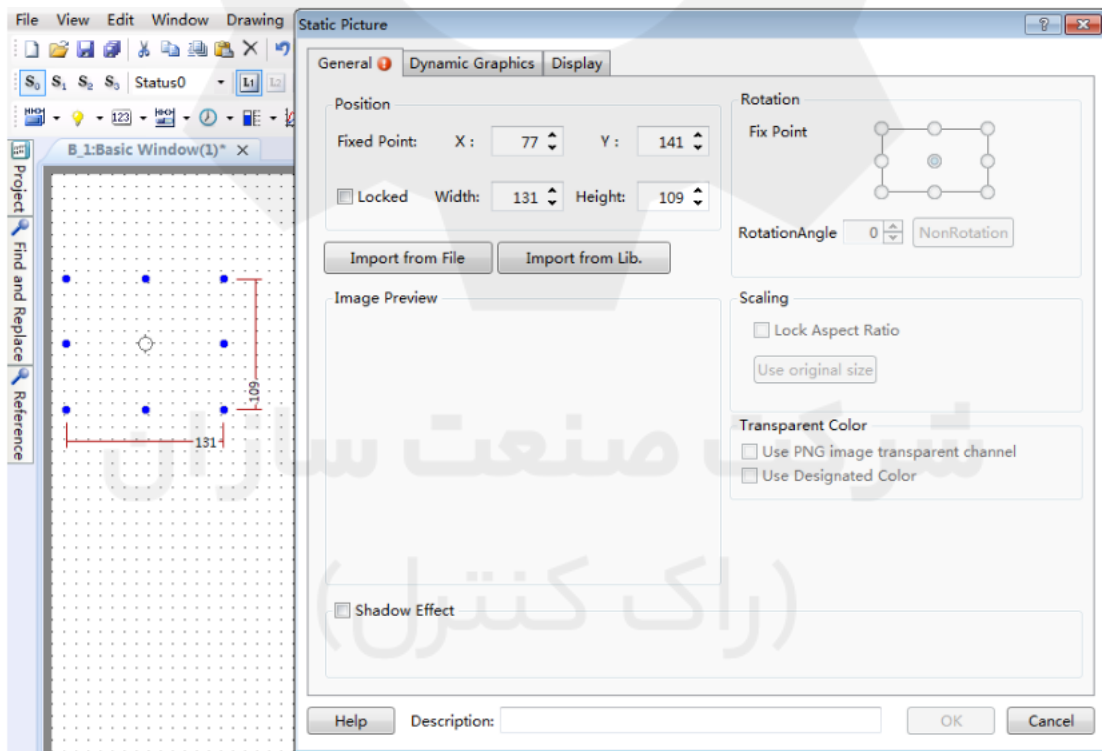 File View Edit Window Drawing
Static Picture
General Dynamic Graphics Display
S0 S1 S2 S3 Status0 L1 L2
123
B_1:Basic Window(1)*
Project
Find and Replace
Reference
109
131
Position
Fixed Point: X : 77 Y : 141
Locked Width: 131 Height: 109
Import from File Import from Lib.
Image Preview
Shadow Effect
Rotation
Fix Point
RotationAngle 0 NonRotation
Scaling
Lock Aspect Ratio
Use original size
Transparent Color
Use PNG image transparent channel
Use Designated Color
شرکت صنعت سازان
(راک کنترل)
Help Description: OK Cancel